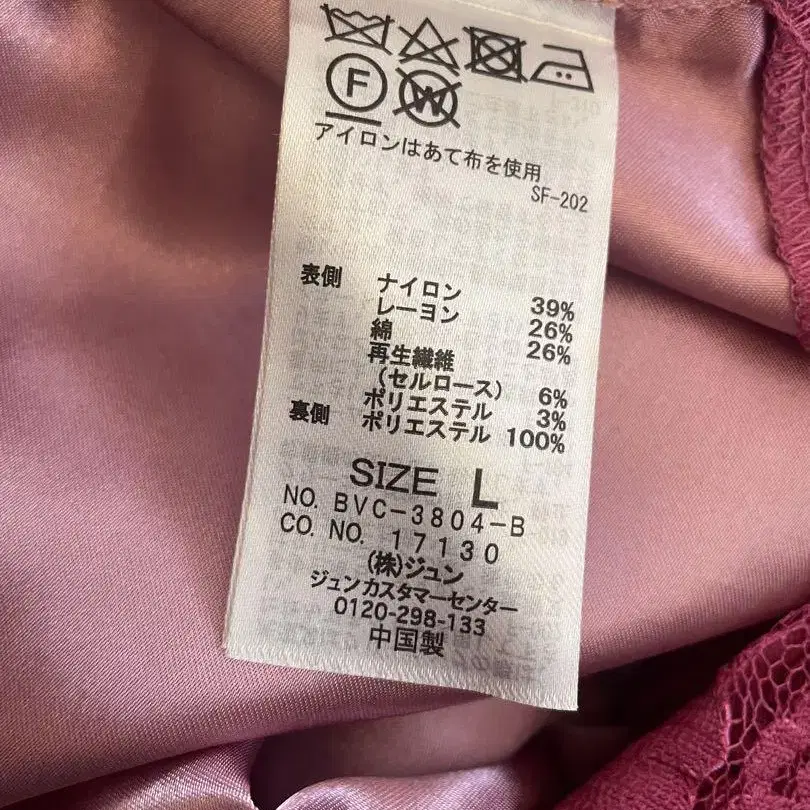 F W
アイロンはあて布を使用
SF-202
表側 ナイロン 39%
レーヨン 26%
綿 26%
再生繊維
(セルロース) 6%
ポリエステル 3%
裏側 ポリエステル 100%
SIZE L
NO. BVC-3804-B
CO. NO. 17130
(株)ジュン
ジュンカスタマーセンター
0120-298-133
中国製